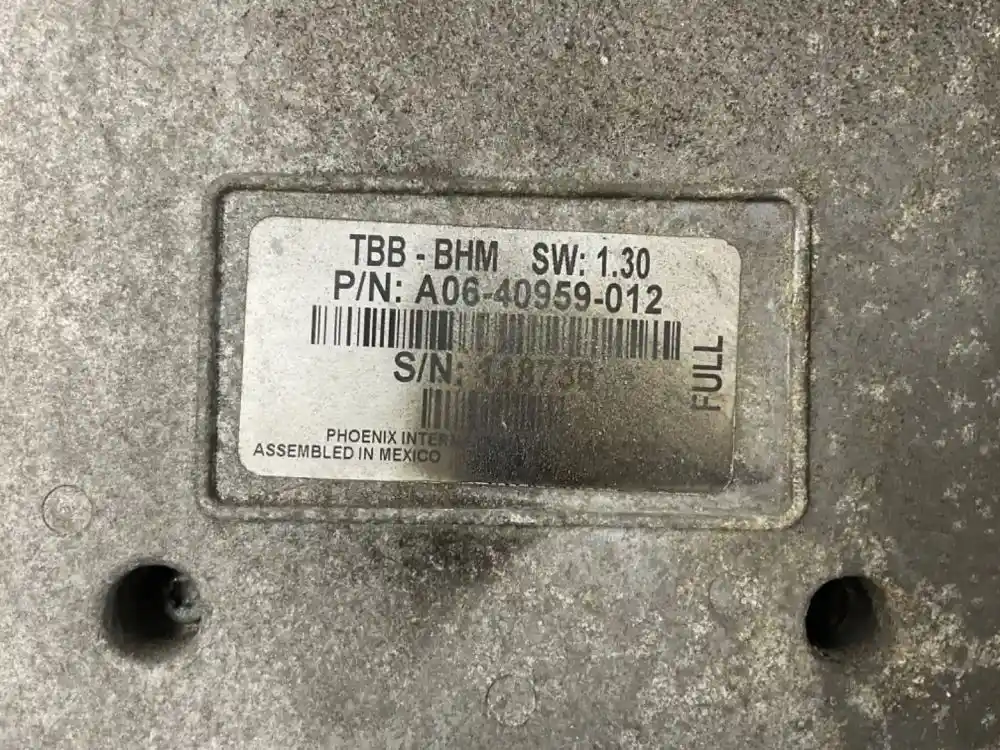 TBB - BHM SW: 1.30
P/N: A06-40959-012
S/N:
FULL
PHOENIX
ASSEMBLED IN MEXICO